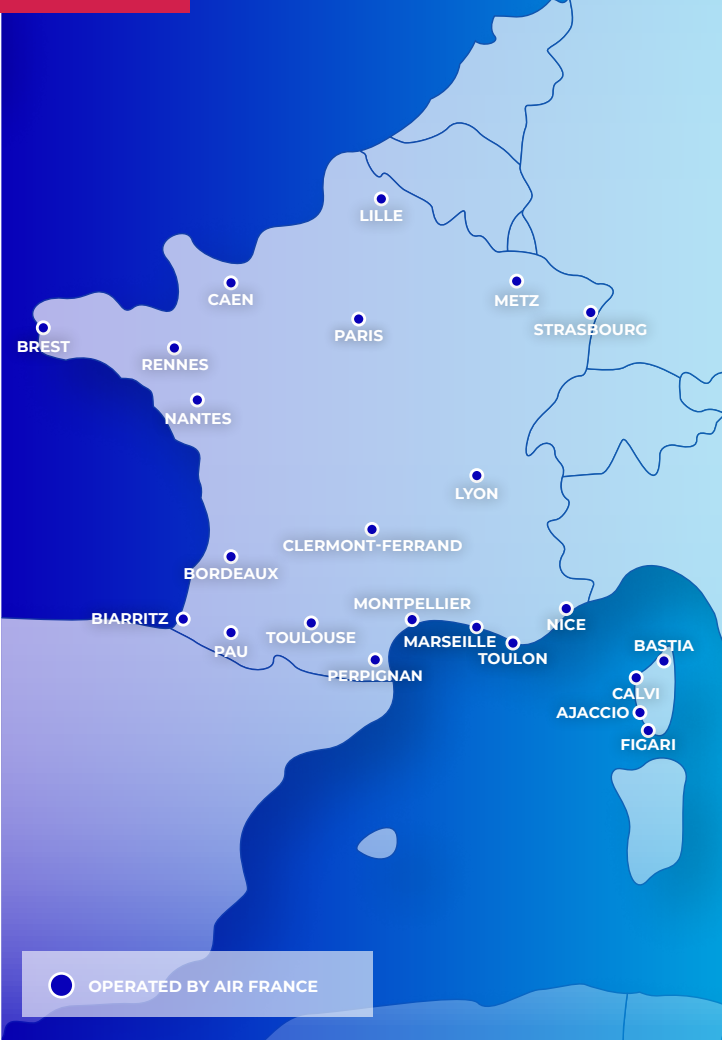 LILLE
CAEN
METZ
PARIS
STRASBOURG
BREST
RENNES
NANTES
LYON
CLERMONT-FERRAND
BORDEAUX
MONTPELLIER
BIARRITZ
NICE
TOULOUSE
MARSEILLE
BASTIA
PAU
TOULON
PERPIGNAN
CALVI
AJACCIO
FIGARI
OPERATED BY AIR FRANCE